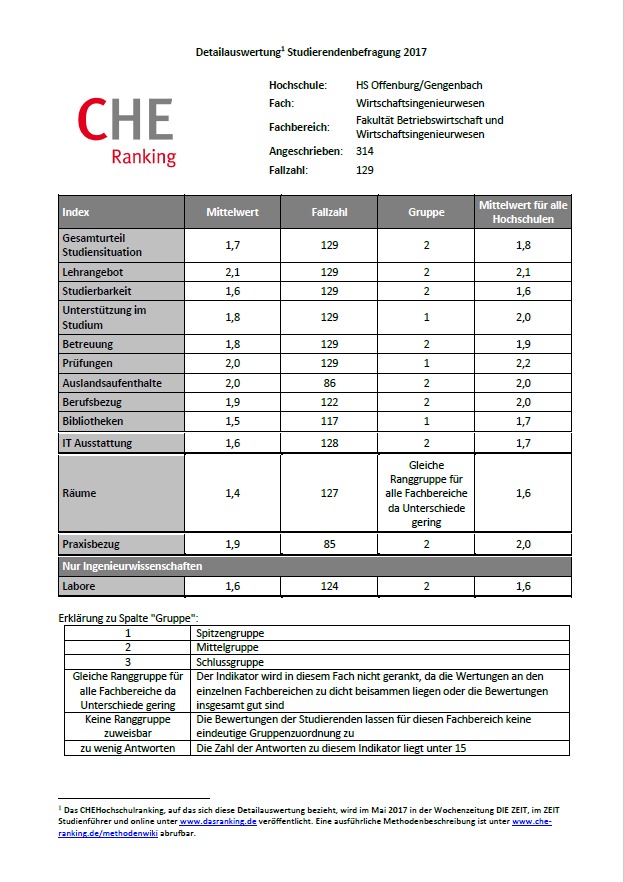 Detailauswertung¹ Studierendenbefragung 2017
CHE
Ranking
Hochschule: HS Offenburg/Gengenbach
Fach: Wirtschaftsingenieurwesen
Fachbereich: Fakultät Betriebswirtschaft und
Wirtschaftsingenieurwesen
Angeschrieben: 314
Fallzahl: 129
Index Mittelwert Fallzahl Gruppe Mittelwert für alle
Hochschulen
Gesamturteil
Studiensituation 1,7 129 2 1,8
Lehrangebot 2,1 129 2 2,1
Studierbarkeit 1,6 129 2 1,6
Unterstützung im
Studium 1,8 129 1 2,0
Betreuung 1,8 129 2 1,9
Prüfungen 2,0 129 1 2,2
Auslandsaufenthalte 2,0 86 2 2,0
Berufsbezug 1,9 122 2 2,0
Bibliotheken 1,5 117 1 1,7
IT Ausstattung 1,6 128 2 1,7
Räume 1,4 127 Gleiche
Ranggruppe für
alle Fachbereiche
da Unterschiede
gering 1,6
Praxisbezug 1,9 85 2 2,0
Nur Ingenieurwissenschaften
Labore 1,6 124 2 1,6
Erklärung zu Spalte "Gruppe":
1 Spitzengruppe
2 Mittelgruppe
3 Schlussgruppe
Gleiche Ranggruppe für
alle Fachbereiche da
Unterschiede gering
Der Indikator wird in diesem Fach nicht gerankt, da die Wertungen an den
einzelnen Fachbereichen zu dicht beisammen liegen oder die Bewertungen
insgesamt gut sind
Keine Ranggruppe
zuweisbar
Die Bewertungen der Studierenden lassen für diesen Fachbereich keine
eindeutige Gruppenzuordnung zu
zu wenig Antworten Die Zahl der Antworten zu diesem Indikator liegt unter 15
¹ Das CHEHochschulranking, auf das sich diese Detailauswertung bezieht, wird im Mai 2017 in der Wochenzeitung DIE ZEIT, im ZEIT
Studienführer und online unter www.dasranking.de veröffentlicht. Eine ausführliche Methodenbeschreibung ist unter www.che-
ranking.de/methodenwiki abrufbar.